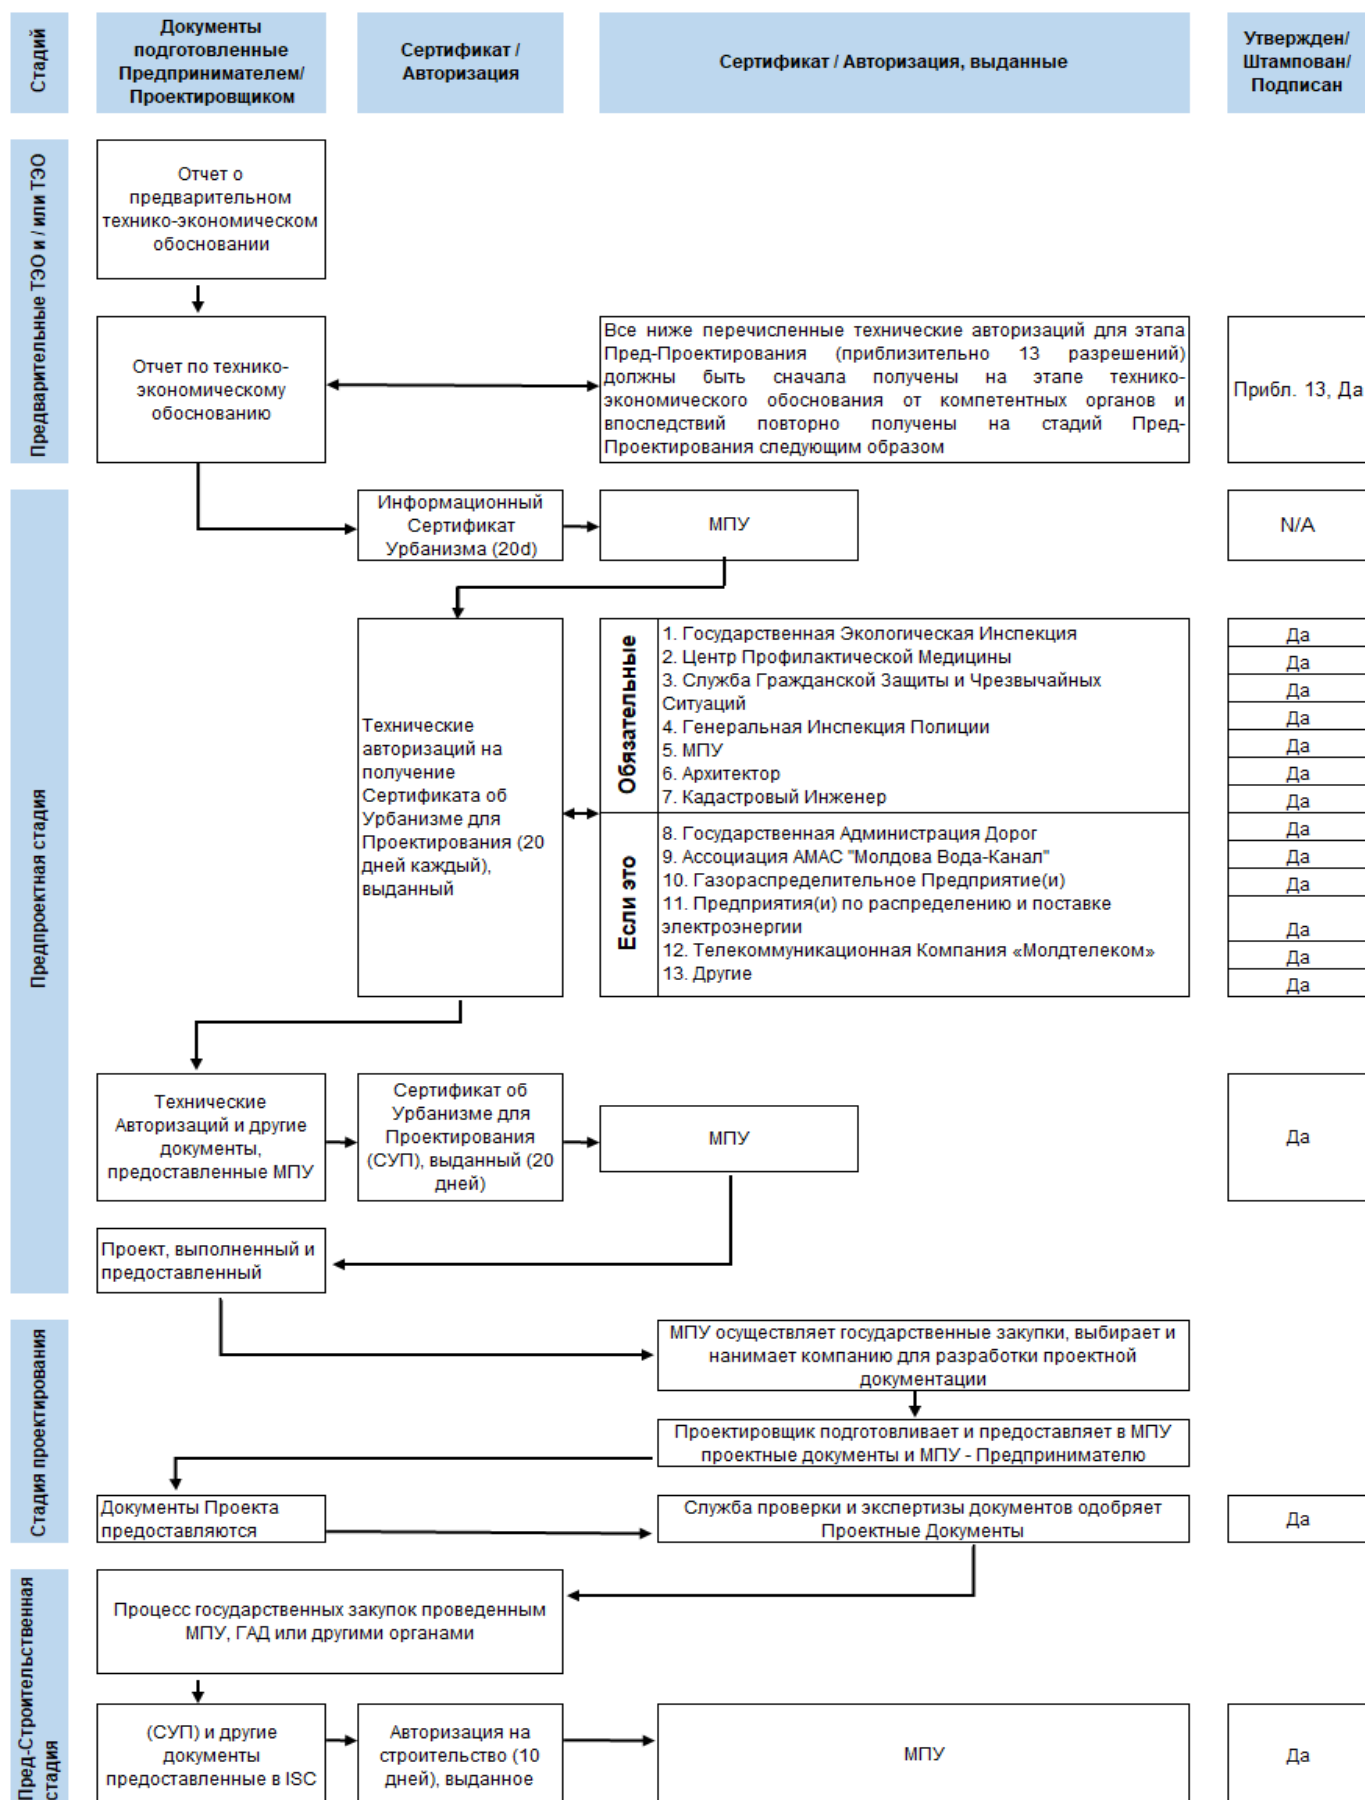 Стадий
Документы
подготовленные
Предпринимателем/
Проектировщиком
Сертификат /
Авторизация
Сертификат / Авторизация, выданные
Утвержден/
Штампован/
Подписан
Предварительные ТЭО и / или ТЭО
Отчет о
предварительном
технико-экономическом
обосновании
Отчет по технико-
экономическому
обоснованию
Все ниже перечисленные технические авторизаций для этапа
Пред-Проектирования (приблизительно 13 разрешений)
должны быть сначала получены на этапе технико-
экономического обоснования от компетентных органов и
впоследствий повторно получены на стадий Пред-
Проектирования следующим образом
Прибл. 13, Да
Предпроектная стадия
Информационный
Сертификат
Урбанизма (20d)
МПУ
N/A
Технические
авторизаций на
получение
Сертификата об
Урбанизме для
Проектирования (20
дней каждый),
выданный
Обязательные
1. Государственная Экологическая Инспекция
2. Центр Профилактической Медицины
3. Служба Гражданской Защиты и Чрезвычайных
Ситуаций
4. Генеральная Инспекция Полиции
5. МПУ
6. Архитектор
7. Кадастровый Инженер
Если это
8. Государственная Администрация Дорог
9. Ассоциация АМАС "Молдова Вода-Канал"
10. Газораспределительное Предприятие(и)
11. Предприятия(и) по распределению и поставке
электроэнергии
12. Телекоммуникационная Компания «Молдтелеком»
13. Другие
Да
Да
Да
Да
Да
Да
Да
Да
Да
Да
Да
Да
Да
Технические
Авторизаций и другие
документы,
предоставленные МПУ
Сертификат об
Урбанизме для
Проектирования
(СУП), выданный (20
дней)
МПУ
Да
Проект, выполненный и
предоставленный
Стадия проектирования
МПУ осуществляет государственные закупки, выбирает и
нанимает компанию для разработки проектной
документации
Проектировщик подготовливает и предоставляет в МПУ
проектные документы и МПУ - Предпринимателю
Документы Проекта
предоставляются
Служба проверки и экспертизы документов одобряет
Проектные Документы
Да
Пред-Строительственная
стадия
Процесс государственных закупок проведенным
МПУ, ГАД или другими органами
(СУП) и другие
документы
предоставленные в ISC
Авторизация на
строительство (10
дней), выданное
МПУ
Да